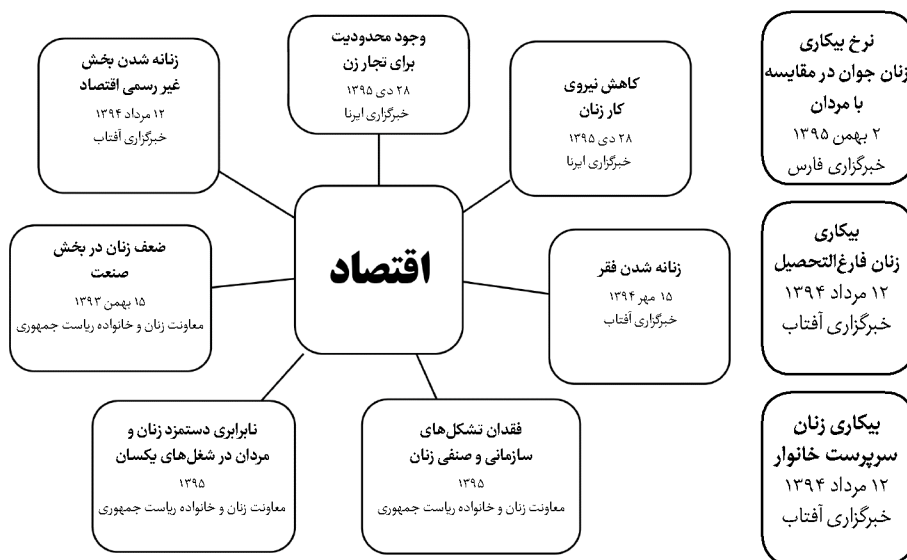 نرخ بیکاری
زنان جوان در مقایسه
با مردان
۲ بهمن ۱۳۹۵
خبرگزاری فارس
بیکاری
زنان فارغ‌التحصیل
۱۲ مرداد ۱۳۹۴
خبرگزاری آفتاب
بیکاری زنان
سرپرست خانوار
۱۲ مرداد ۱۳۹۴
خبرگزاری آفتاب
اقتصاد
وجود محدودیت
برای تجار زن
۲۸ دی ۱۳۹۵
خبرگزاری ایرنا
کاهش نیروی
کار زنان
۲۸ دی ۱۳۹۵
خبرگزاری ایرنا
زنانه شدن فقر
۱۵ مهر ۱۳۹۴
خبرگزاری آفتاب
فقدان تشکل‌های
سازمانی و صنفی زنان
۱۳۹۵
معاونت زنان و خانواده ریاست جمهوری
نابرابری دستمزد زنان و
مردان در شغل‌های یکسان
۱۳۹۵
معاونت زنان و خانواده ریاست جمهوری
ضعف زنان در بخش
صنعت
۱۵ بهمن ۱۳۹۳
معاونت زنان و خانواده ریاست جمهوری
زنانه شدن بخش
غیر رسمی اقتصاد
۱۲ مرداد ۱۳۹۴
خبرگزاری آفتاب